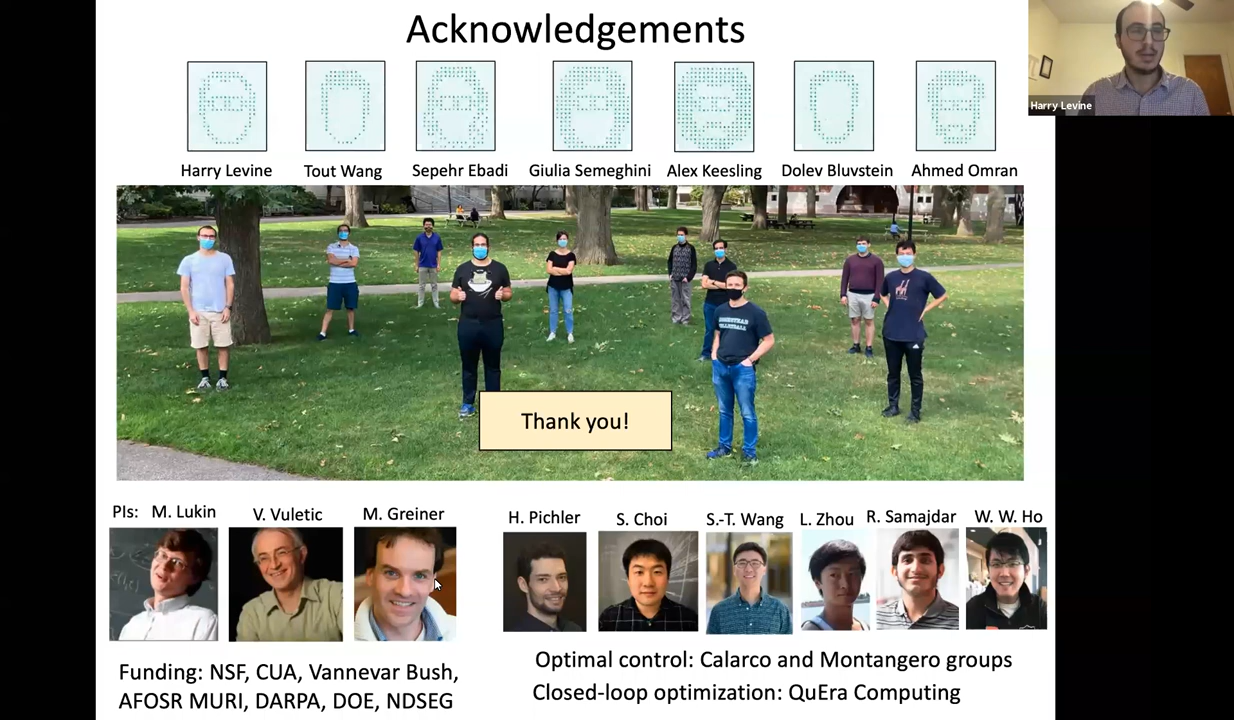 Acknowledgements
Harry Levine
Harry Levine Tout Wang Sepehr Ebadi Giulia Semeghini Alex Keesling Dolev Bluvstein Ahmed Omran
Thank you!
PIs: M. Lukin V. Vuletic M. Greiner H. Pichler S. Choi S.-T. Wang L. Zhou R. Samajdar W. W. Ho
Funding: NSF, CUA, Vannevar Bush,
AFOSR MURI, DARPA, DOE, NDSEG
Optimal control: Calarco and Montangero groups
Closed-loop optimization: QuEra Computing